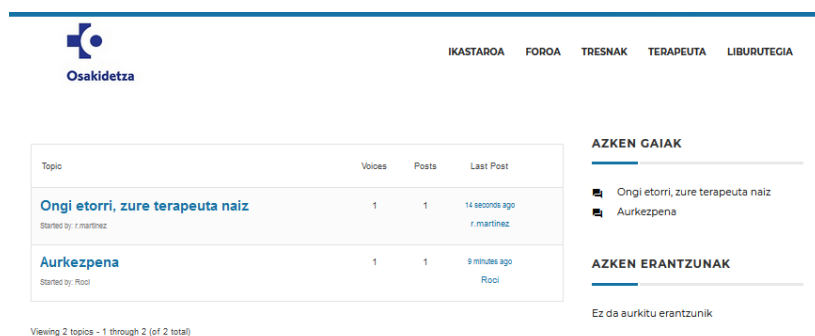 Osakidetza
IKASTAROA FOROA TRESNAK TERAPEUTA LIBURUTEGIA
Topic Voices Posts Last Post
Ongi etorri, zure terapeuta naiz 1 1 14 seconds ago
Started by: r.martinez r.martinez
Aurkezpena 1 1 9 minutes ago
Started by: Roci Roci
Viewing 2 topics - 1 through 2 (of 2 total)
AZKEN GAIAK
Ongi etorri, zure terapeuta naiz
Aurkezpena
AZKEN ERANTZUNAK
Ez da aurkitu erantzunik